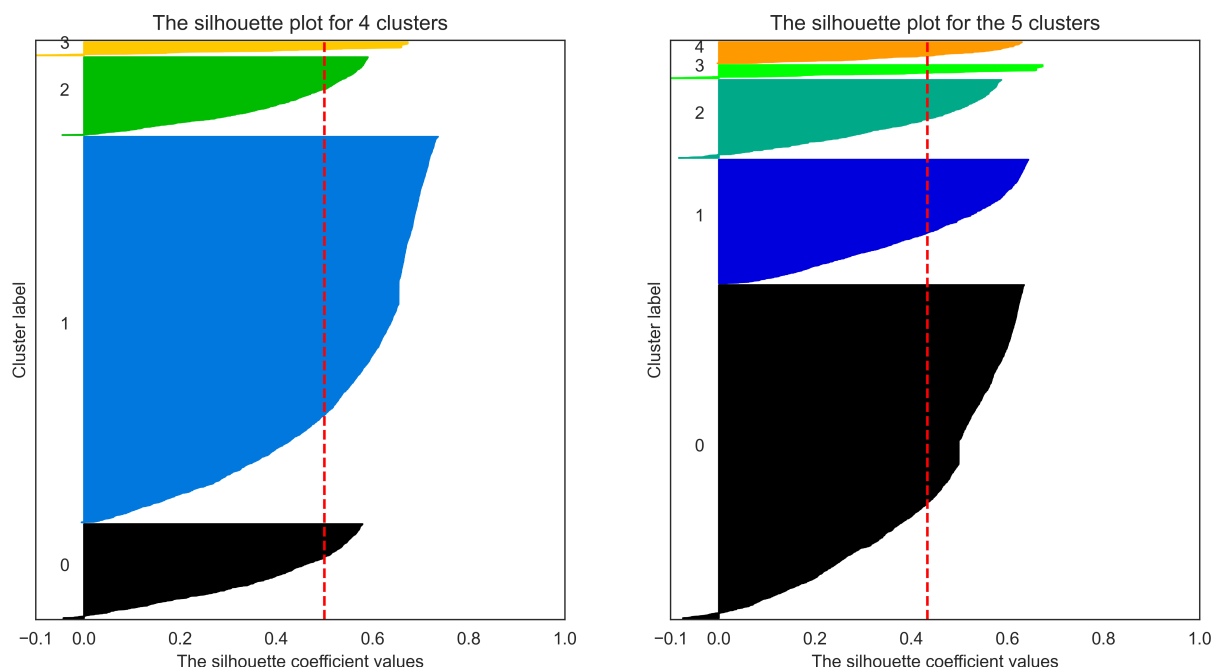 The silhouette plot for 4 clusters
3
2
1
0
Cluster label
−0.1 0.0 0.2 0.4 0.6 0.8 1.0
The silhouette coefficient values
The silhouette plot for the 5 clusters
4
3
2
1
0
Cluster label
−0.1 0.0 0.2 0.4 0.6 0.8 1.0
The silhouette coefficient values